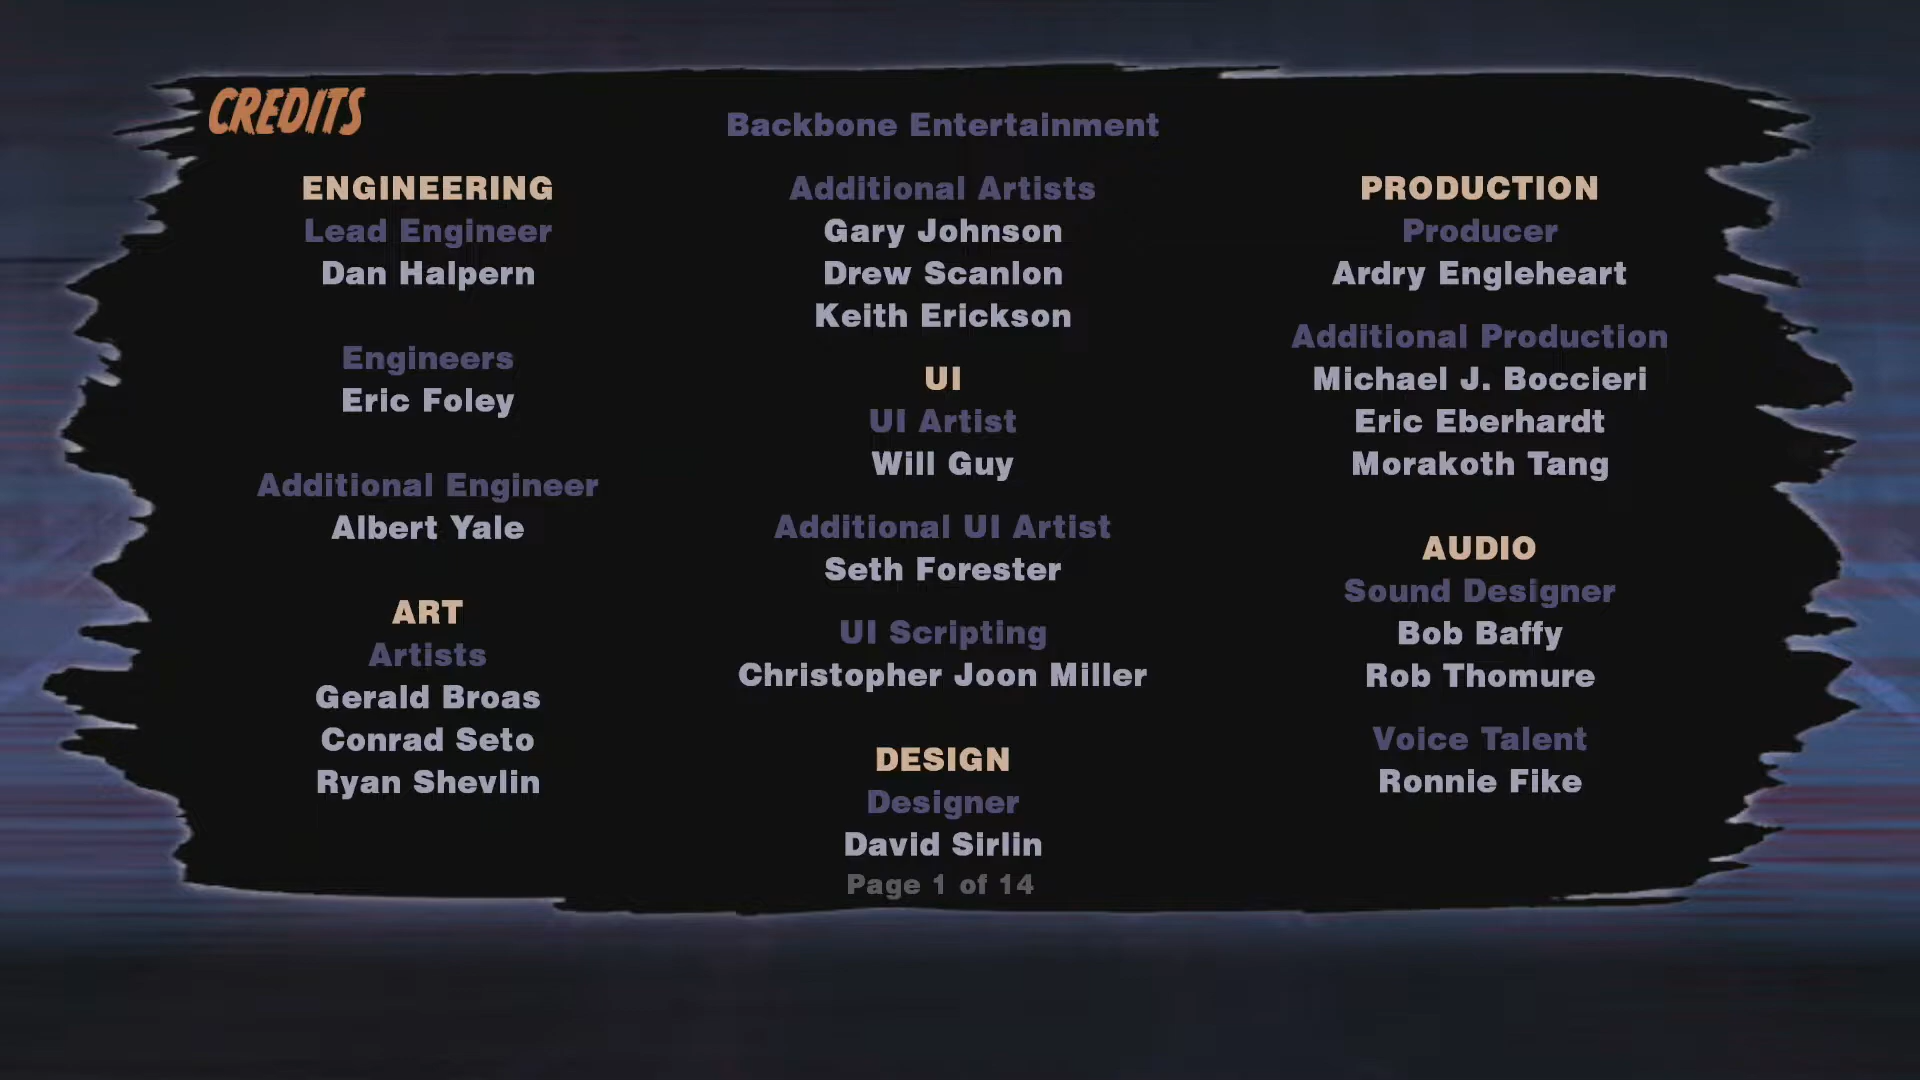 CREDITS
Backbone Entertainment
ENGINEERING
Lead Engineer
Dan Halpern
Engineers
Eric Foley
Additional Engineer
Albert Yale
ART
Artists
Gerald Broas
Conrad Seto
Ryan Shevlin
Additional Artists
Gary Johnson
Drew Scanlon
Keith Erickson
UI
UI Artist
Will Guy
Additional UI Artist
Seth Forester
UI Scripting
Christopher Joon Miller
DESIGN
Designer
David Sirlin
PRODUCTION
Producer
Ardry Engleheart
Additional Production
Michael J. Boccieri
Eric Eberhardt
Morakoth Tang
AUDIO
Sound Designer
Bob Baffy
Rob Thomure
Voice Talent
Ronnie Fike
Page 1 of 14